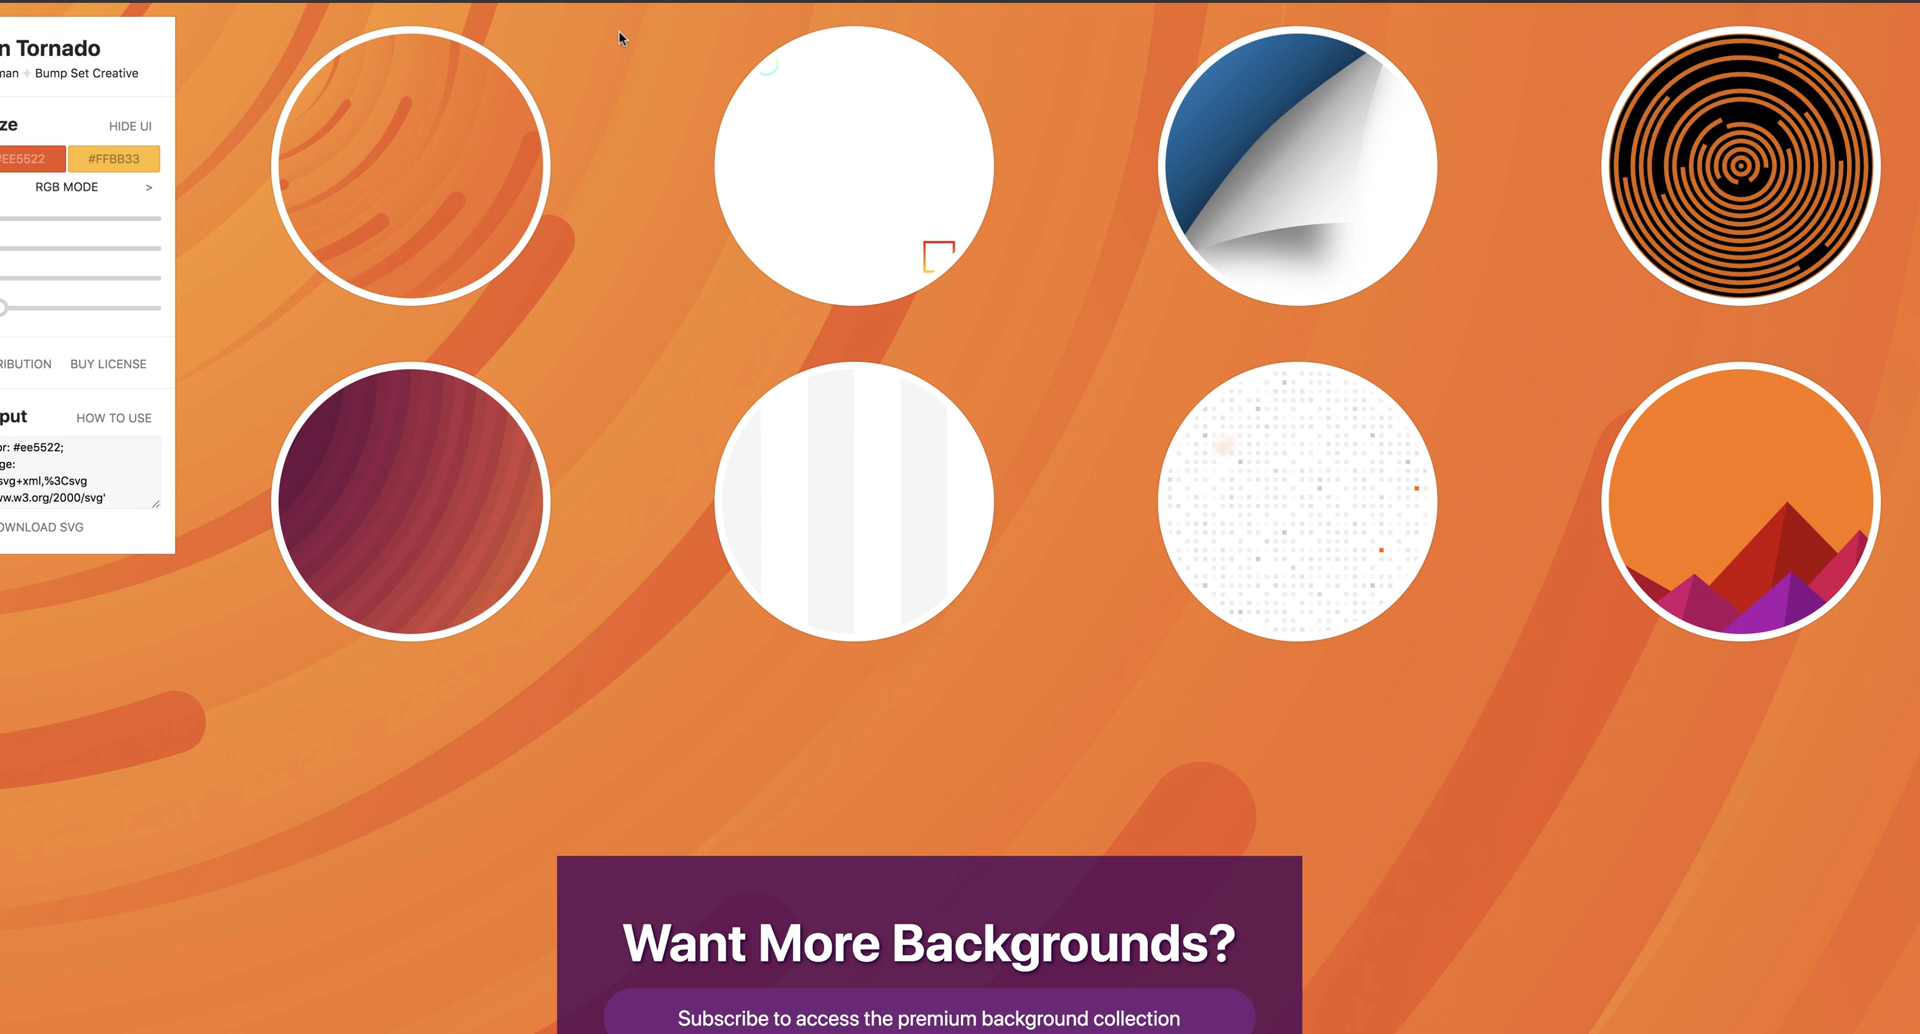 n Tornado
man + Bump Set Creative
ze
HIDE UI
#EE5522
#FFBB33
RGB MODE >
RIBUTION
BUY LICENSE
put
HOW TO USE
or: #ee5522;
ge:
svg+xml,%3Csvg
ww.w3.org/2000/svg'
OWNLOAD SVG
Want More Backgrounds?
Subscribe to access the premium background collection